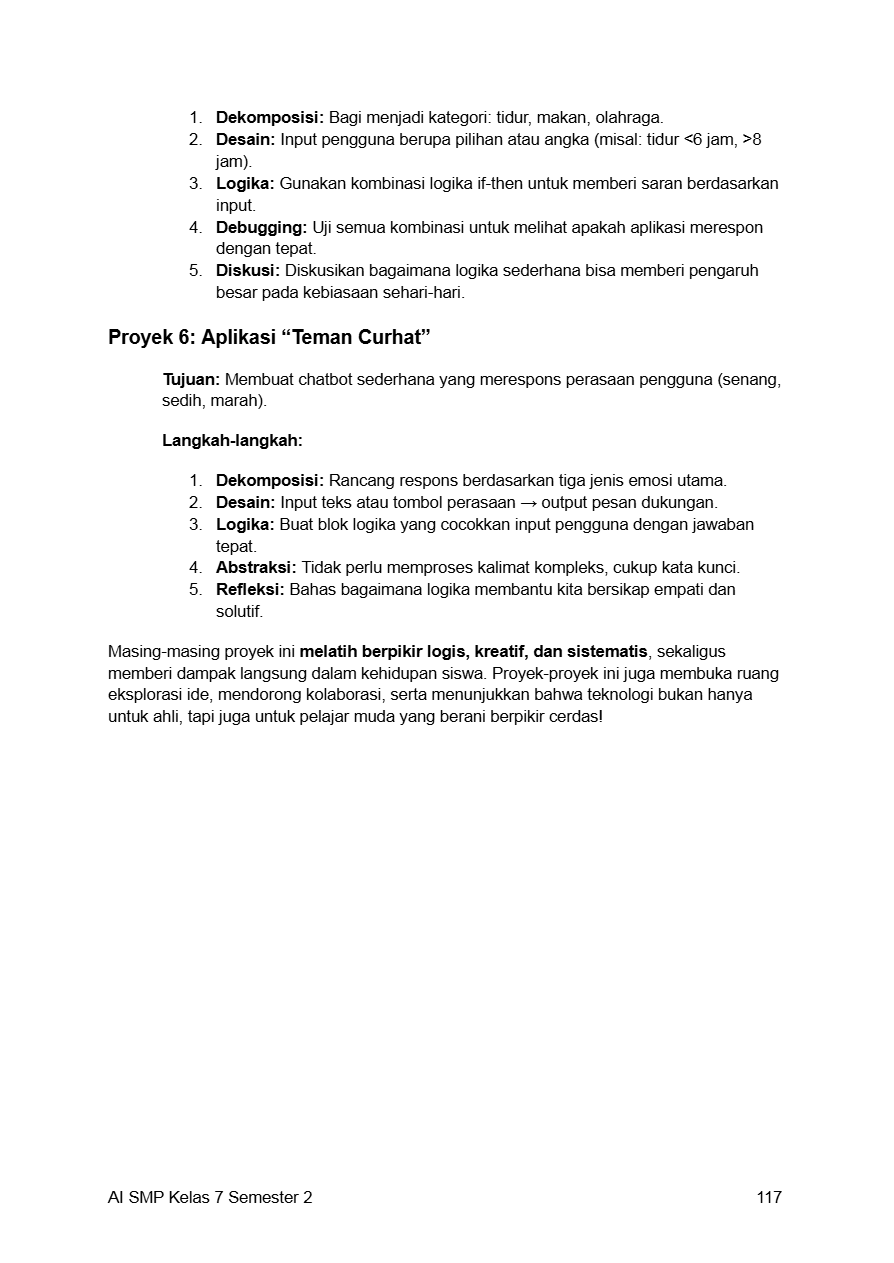 1. Dekomposisi: Bagi menjadi kategori: tidur, makan, olahraga.
2. Desain: Input pengguna berupa pilihan atau angka (misal: tidur <6 jam, >8
jam).
3. Logika: Gunakan kombinasi logika if-then untuk memberi saran berdasarkan
input.
4. Debugging: Uji semua kombinasi untuk melihat apakah aplikasi merespon
dengan tepat.
5. Diskusi: Diskusikan bagaimana logika sederhana bisa memberi pengaruh
besar pada kebiasaan sehari-hari.
Proyek 6: Aplikasi “Teman Curhat”
Tujuan: Membuat chatbot sederhana yang merespons perasaan pengguna (senang,
sedih, marah).
Langkah-langkah:
1. Dekomposisi: Rancang respons berdasarkan tiga jenis emosi utama.
2. Desain: Input teks atau tombol perasaan → output pesan dukungan.
3. Logika: Buat blok logika yang cocokkan input pengguna dengan jawaban
tepat.
4. Abstraksi: Tidak perlu memproses kalimat kompleks, cukup kata kunci.
5. Refleksi: Bahas bagaimana logika membantu kita bersikap empati dan
solutif.
Masing-masing proyek ini melatih berpikir logis, kreatif, dan sistematis, sekaligus
memberi dampak langsung dalam kehidupan siswa. Proyek-proyek ini juga membuka ruang
eksplorasi ide, mendorong kolaborasi, serta menunjukkan bahwa teknologi bukan hanya
untuk ahli, tapi juga untuk pelajar muda yang berani berpikir cerdas!
AI SMP Kelas 7 Semester 2 117